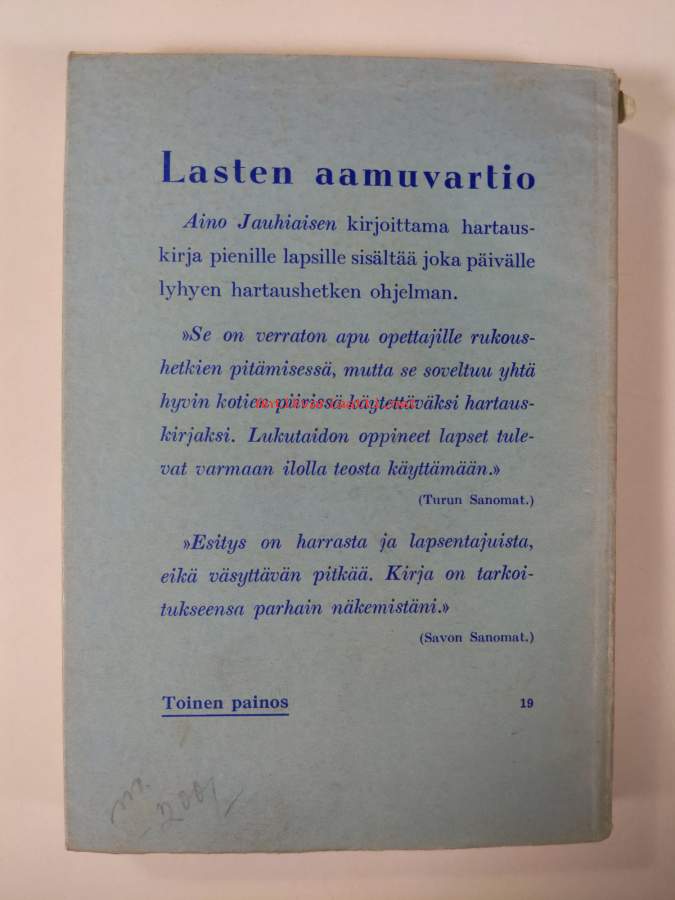 Lasten aamuvartio
Aino Jauhiaisen kirjoittama hartaus-
kirja pienille lapsille sisältää joka päivälle
lyhyen hartaushetken ohjelman.
»Se on verraton apu opettajille rukous-
hetkien pitämisessä, mutta se soveltuu yhtä
hyvin kotien piirissä käytettäväksi hartaus-
kirjaksi. Lukutaidon oppineet lapset tule-
vat varmaan ilolla teosta käyttämään.»
(Turun Sanomat.)
»Esitys on harrasta ja lapsentajuista,
eikä väsyttävän pitkää. Kirja on tarkoi-
tukseensa parhain näkemistäni.»
(Savon Sanomat.)
Toinen painos 19